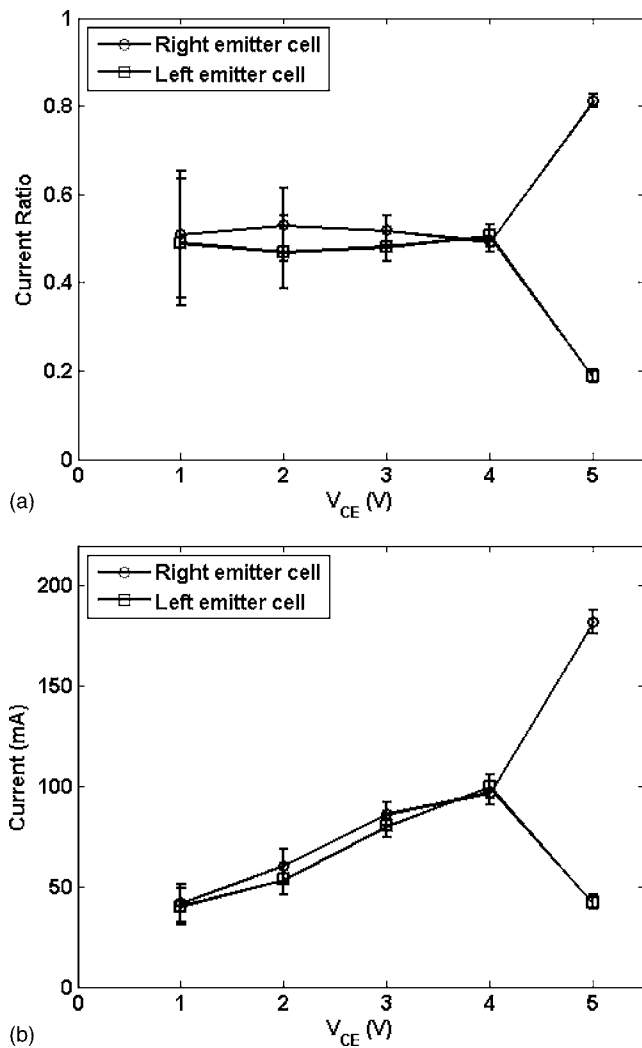 1
0.8
0.6
0.4
0.2
0
Current Ratio
Right emitter cell
Left emitter cell
0 1 2 3 4 5
V_CE (V)
(a)
200
150
100
50
0
Current (mA)
Right emitter cell
Left emitter cell
0 1 2 3 4 5
V_CE (V)
(b)